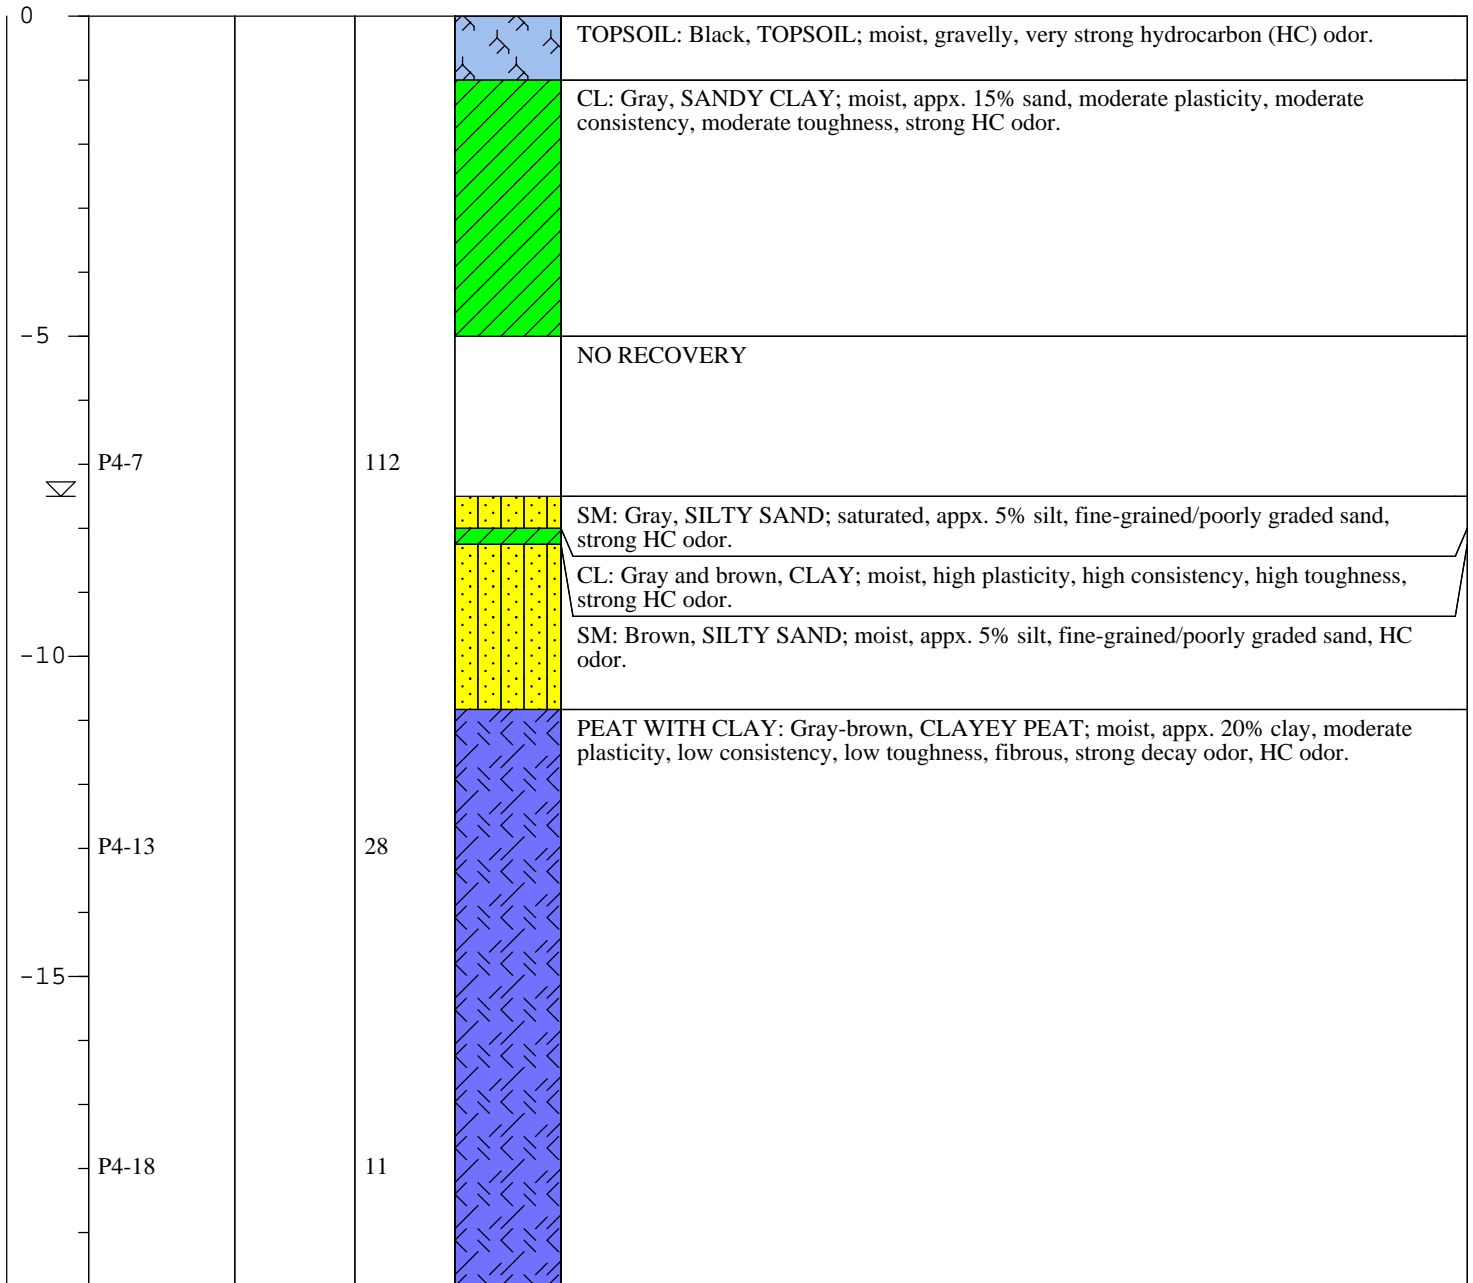 0
TOPSOIL: Black, TOPSOIL; moist, gravelly, very strong hydrocarbon (HC) odor.
CL: Gray, SANDY CLAY; moist, appx. 15% sand, moderate plasticity, moderate
consistency, moderate toughness, strong HC odor.
-5
NO RECOVERY
P4-7 112
SM: Gray, SILTY SAND; saturated, appx. 5% silt, fine-grained/poorly graded sand,
strong HC odor.
CL: Gray and brown, CLAY; moist, high plasticity, high consistency, high toughness,
strong HC odor.
SM: Brown, SILTY SAND; moist, appx. 5% silt, fine-grained/poorly graded sand, HC
odor.
-10
PEAT WITH CLAY: Gray-brown, CLAYEY PEAT; moist, appx. 20% clay, moderate
plasticity, low consistency, low toughness, fibrous, strong decay odor, HC odor.
P4-13 28
-15
P4-18 11